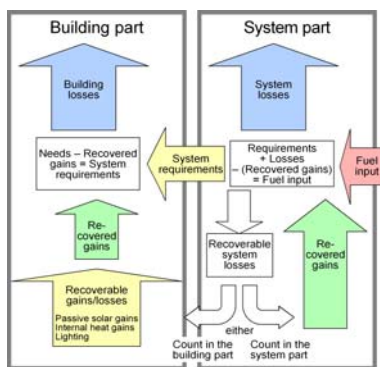 Building part
System part
Building
losses
System
losses
Needs – Recovered
gains = System
requirements
System
requirements
Requirements
+ Losses
– (Recovered gains)
= Fuel input
Fuel
input
Re-
covered
gains
Recoverable
system
losses
Re-
covered
gains
Recoverable
gains/losses
Passive solar gains
Internal heat gains
Lighting
either
Count in the
building part
Count in the
system part